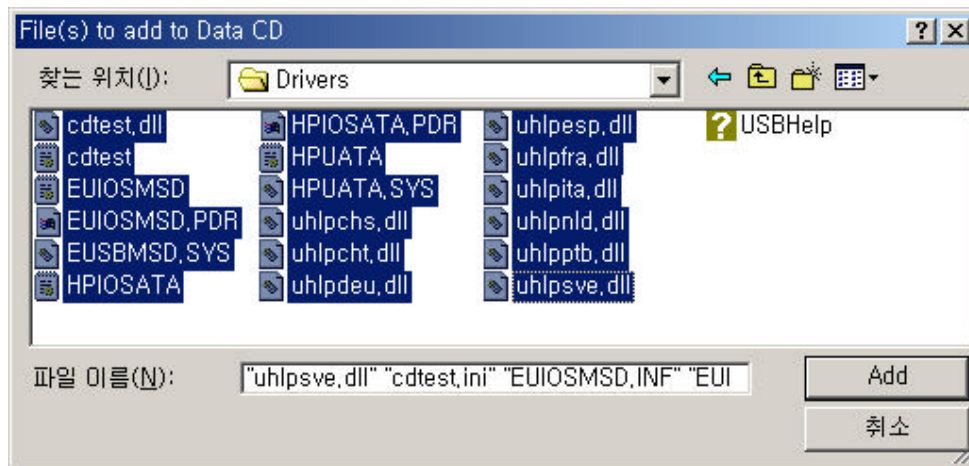 File(s) to add to Data CD
찾는 위치(I): Drivers
cdtest.dll HPIOSATA.PDR uhlpesp.dll USBHelp
cdtest HPUATA uhlpfra.dll
EUIOSMSD HPUATA.SYS uhlpita.dll
EUIOSMSD.PDR uhlpchs.dll uhlpnld.dll
EUSBMSD.SYS uhlpcht.dll uhlpptb.dll
HPIOSATA uhlpdeu.dll uhlpsve.dll
파일 이름(N): "uhlpsve.dll" "cdtest.ini" "EUIOSMSD.INF" "EUI Add
취소